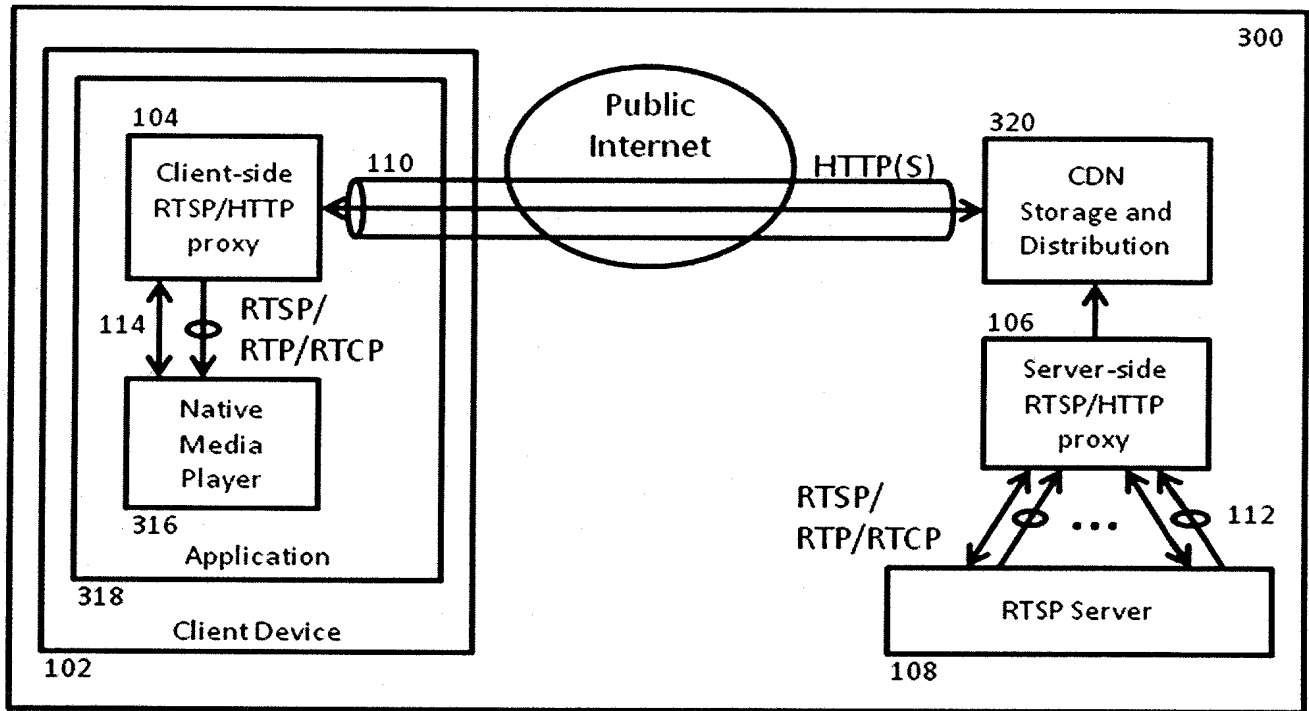 300
Public
Internet
104
Client-side
RTSP/HTTP
proxy
110
HTTP(S)
320
CDN
Storage and
Distribution
114
RTSP/
RTP/RTCP
106
Server-side
RTSP/HTTP
proxy
Native
Media
Player
316
Application
318
Client Device
102
RTSP/
RTP/RTCP
...
112
RTSP Server
108